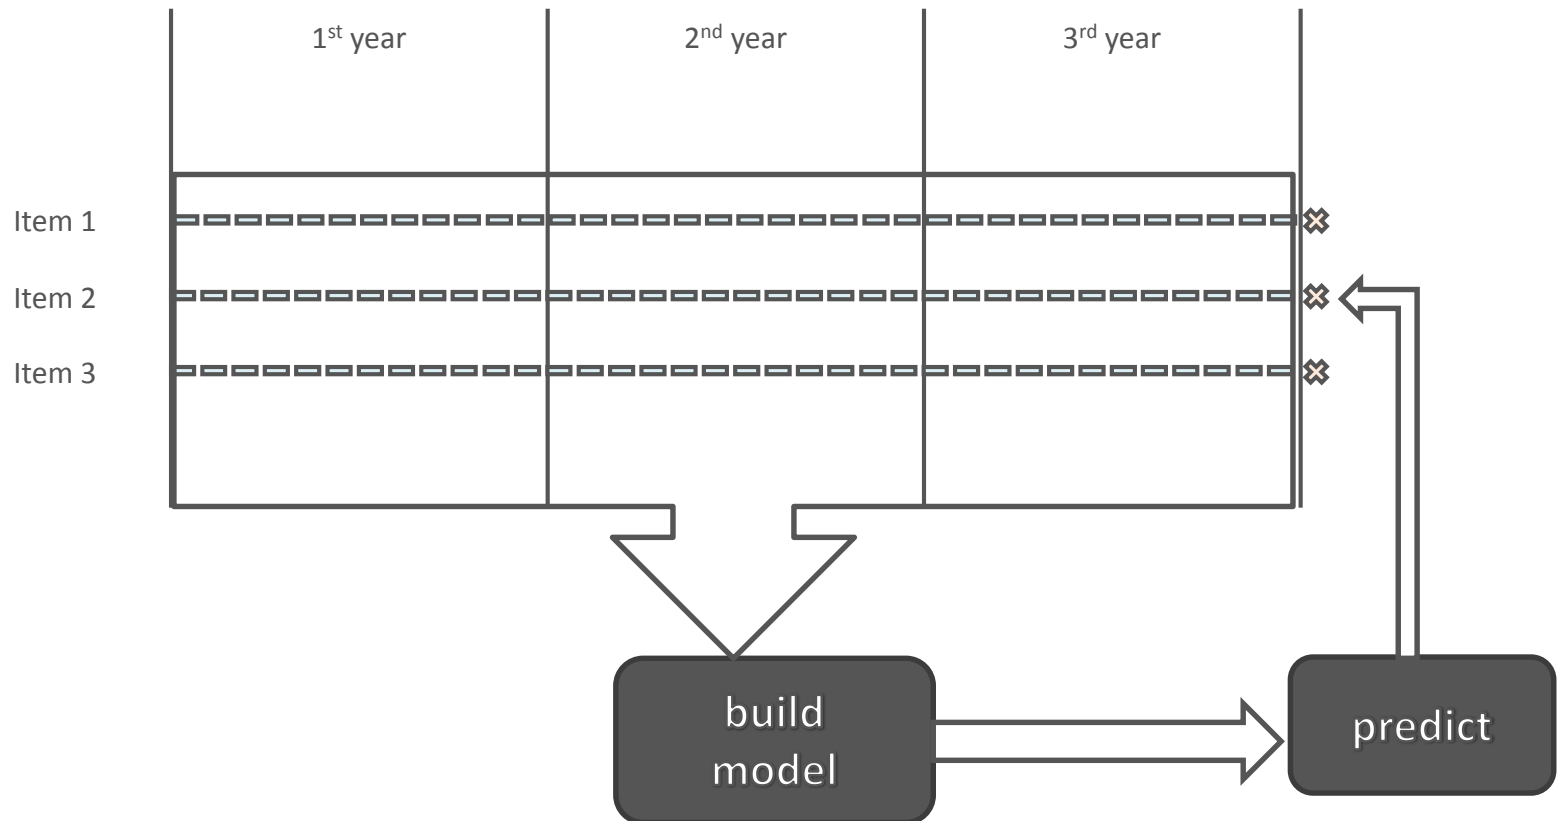 1st year 2nd year 3rd year
Item 1
Item 2
Item 3
build
model
predict